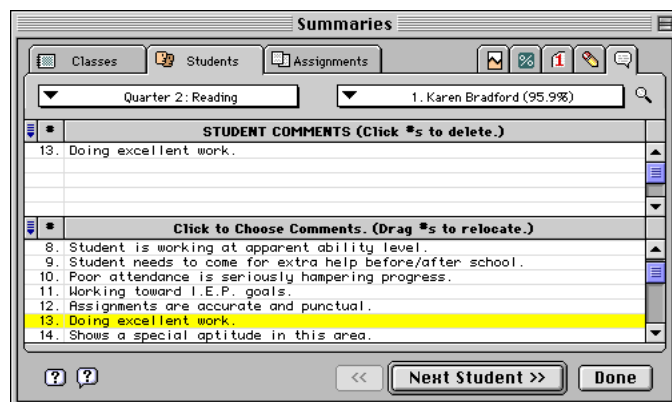 Summaries
Classes Students Assignments
Quarter 2: Reading 1. Karen Bradford (95.9%)
# STUDENT COMMENTS (Click #s to delete.)
13. Doing excellent work.
# Click to Choose Comments. (Drag #s to relocate.)
8. Student is working at apparent ability level.
9. Student needs to come for extra help before/after school.
10. Poor attendance is seriously hampering progress.
11. Working toward I.E.P. goals.
12. Assignments are accurate and punctual.
13. Doing excellent work.
14. Shows a special aptitude in this area.
? ? << Next Student >> Done